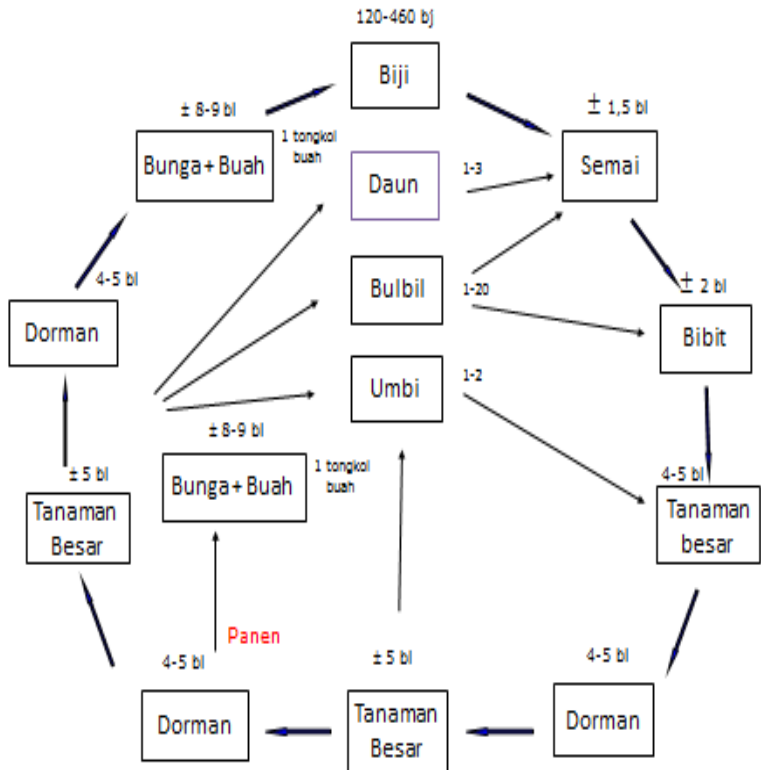 120-460 bj
Biji
± 8-9 bl
1 tongkol
buah
Bunga+Buah
± 1,5 bl
Semai
Daun
1-3
4-5 bl
Bulbil
1-20
± 2 bl
Dorman
Bibit
Umbi
1-2
± 8-9 bl
1 tongkol
buah
Bunga+Buah
± 5 bl
Tanaman
Besar
4-5 bl
Tanaman
besar
Panen
4-5 bl
Dorman
± 5 bl
Tanaman
Besar
4-5 bl
Dorman